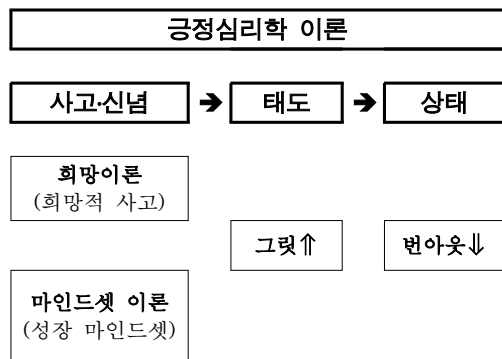 긍정심리학 이론
사고·신념 ➔ 태도 ➔ 상태
희망이론
(희망적 사고)
그릿⇑ 번아웃⇓
마인드셋 이론
(성장 마인드셋)